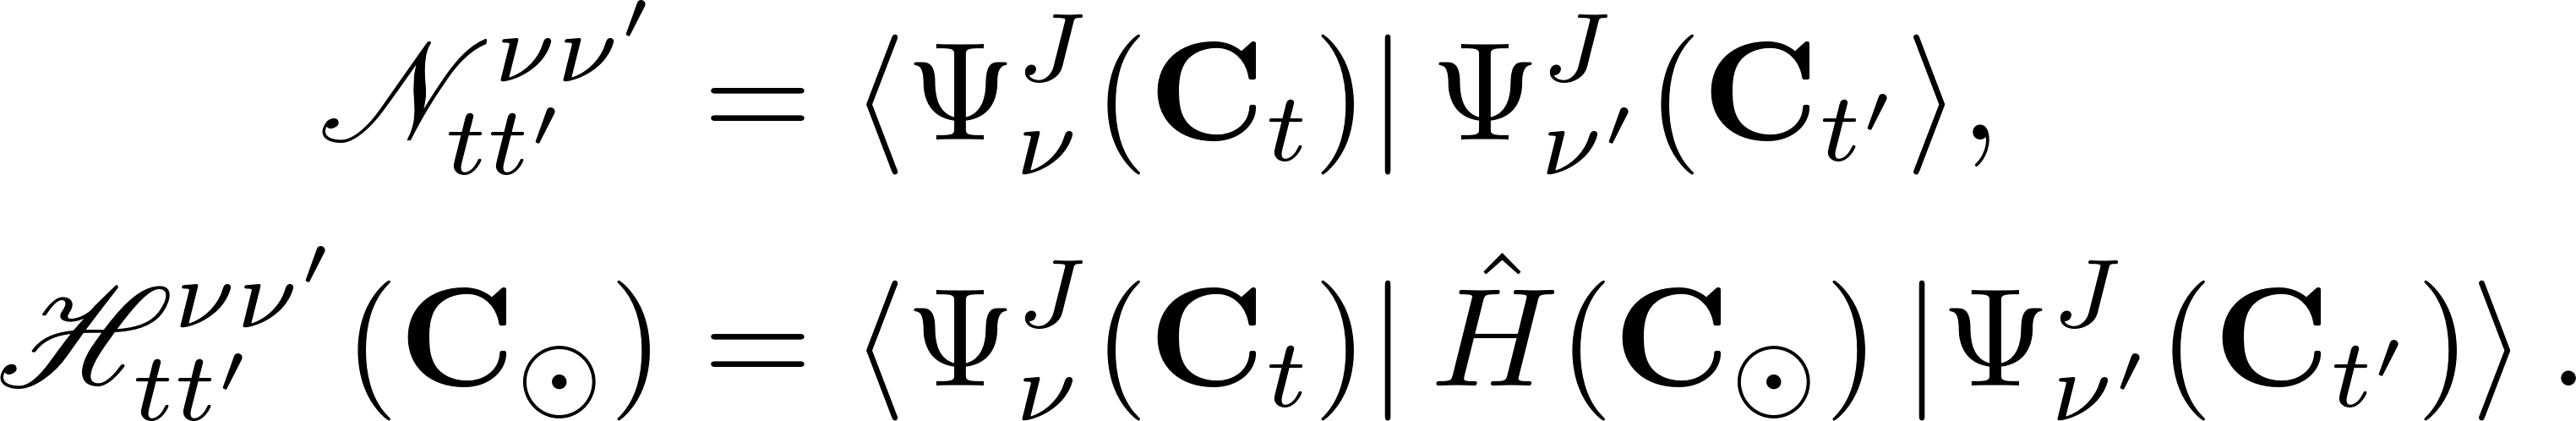 $\mathscr{N}_{tt'}^{\nu\nu'} = \langle \Psi_{\nu}^{J}(\mathbf{C}_t) | \Psi_{\nu'}^{J}(\mathbf{C}_{t'} \rangle,$
$\mathscr{H}_{tt'}^{\nu\nu'}(\mathbf{C}_{\odot}) = \langle \Psi_{\nu}^{J}(\mathbf{C}_t) | \hat{H}(\mathbf{C}_{\odot}) | \Psi_{\nu'}^{J}(\mathbf{C}_{t'}) \rangle .$